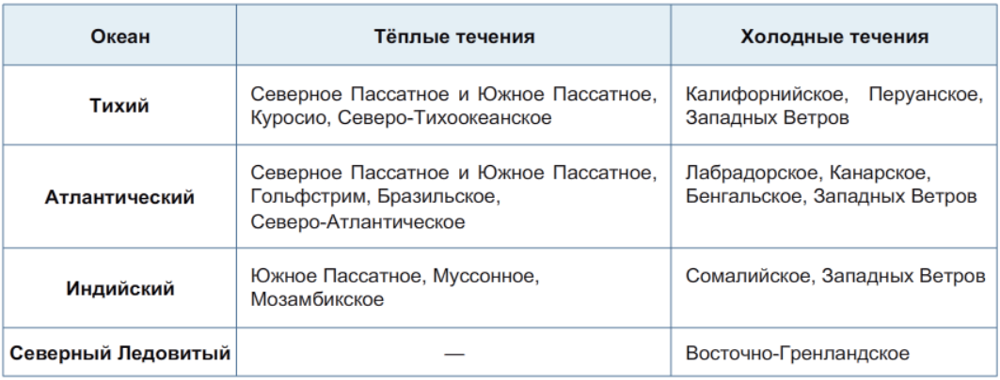 Океан
Тёплые течения
Холодные течения
Тихий
Северное Пассатное и Южное Пассатное,
Куросио, Северо-Тихоокеанское
Калифорнийское, Перуанское,
Западных Ветров
Атлантический
Северное Пассатное и Южное Пассатное,
Гольфстрим, Бразильское,
Северо-Атлантическое
Лабрадорское, Канарское,
Бенгальское, Западных Ветров
Индийский
Южное Пассатное, Муссонное,
Мозамбикское
Сомалийское, Западных Ветров
Северный Ледовитый
—
Восточно-Гренландское